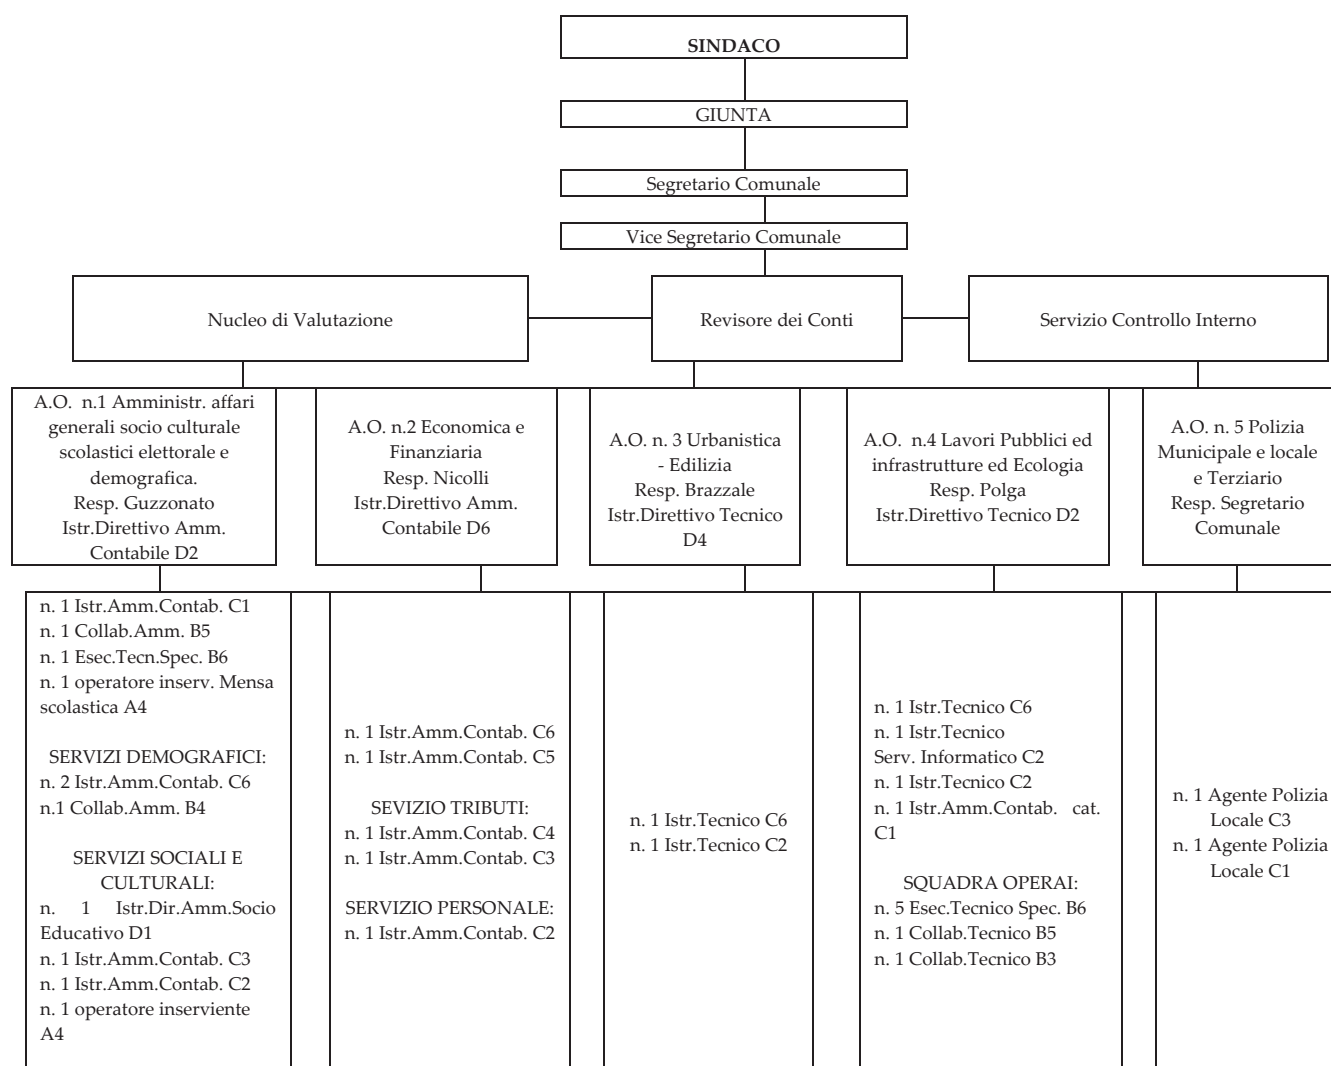 SINDACO
GIUNTA
Segretario Comunale
Vice Segretario Comunale
Nucleo di Valutazione
Revisore dei Conti
Servizio Controllo Interno
A.O. n.1 Amministr. affari
generali socio culturale
scolastici elettorale e
demografica.
Resp. Guzzonato
Istr.Direttivo Amm.
Contabile D2
A.O. n.2 Economica e
Finanziaria
Resp. Nicolli
Istr.Direttivo Amm.
Contabile D6
A.O. n. 3 Urbanistica
- Edilizia
Resp. Brazzale
Istr.Direttivo Tecnico
D4
A.O. n.4 Lavori Pubblici ed
infrastrutture ed Ecologia
Resp. Polga
Istr.Direttivo Tecnico D2
A.O. n. 5 Polizia
Municipale e locale
e Terziario
Resp. Segretario
Comunale
n. 1 Istr.Amm.Contab. C1
n. 1 Collab.Amm. B5
n. 1 Esec.Tecn.Spec. B6
n. 1 operatore inserv. Mensa
scolastica A4
SERVIZI DEMOGRAFICI:
n. 2 Istr.Amm.Contab. C6
n.1 Collab.Amm. B4
SERVIZI SOCIALI E
CULTURALI:
n. 1 Istr.Dir.Amm.Socio
Educativo D1
n. 1 Istr.Amm.Contab. C3
n. 1 Istr.Amm.Contab. C2
n. 1 operatore inserviente
A4
n. 1 Istr.Amm.Contab. C6
n. 1 Istr.Amm.Contab. C5
SEVIZIO TRIBUTI:
n. 1 Istr.Amm.Contab. C4
n. 1 Istr.Amm.Contab. C3
SERVIZIO PERSONALE:
n. 1 Istr.Amm.Contab. C2
n. 1 Istr.Tecnico C6
n. 1 Istr.Tecnico C2
n. 1 Istr.Tecnico C6
n. 1 Istr.Tecnico
Serv. Informatico C2
n. 1 Istr.Tecnico C2
n. 1 Istr.Amm.Contab. cat.
C1
SQUADRA OPERAI:
n. 5 Esec.Tecnico Spec. B6
n. 1 Collab.Tecnico B5
n. 1 Collab.Tecnico B3
n. 1 Agente Polizia
Locale C3
n. 1 Agente Polizia
Locale C1